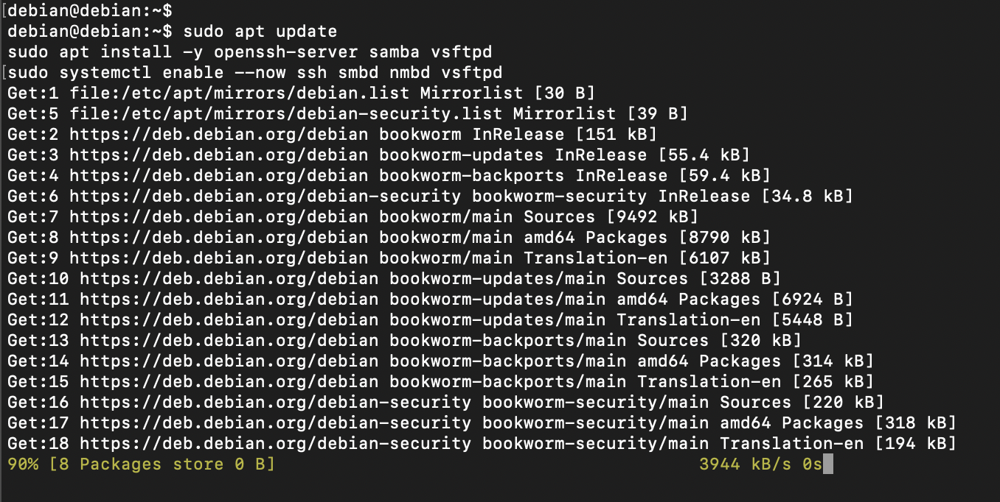 [debian@debian:~$
debian@debian:~$ sudo apt update
sudo apt install -y openssh-server samba vsftpd
[sudo systemctl enable --now ssh smbd nmbd vsftpd
Get:1 file:/etc/apt/mirrors/debian.list Mirrorlist [30 B]
Get:5 file:/etc/apt/mirrors/debian-security.list Mirrorlist [39 B]
Get:2 https://deb.debian.org/debian bookworm InRelease [151 kB]
Get:3 https://deb.debian.org/debian bookworm-updates InRelease [55.4 kB]
Get:4 https://deb.debian.org/debian bookworm-backports InRelease [59.4 kB]
Get:6 https://deb.debian.org/debian-security bookworm-security InRelease [34.8 kB]
Get:7 https://deb.debian.org/debian bookworm/main Sources [9492 kB]
Get:8 https://deb.debian.org/debian bookworm/main amd64 Packages [8790 kB]
Get:9 https://deb.debian.org/debian bookworm/main Translation-en [6107 kB]
Get:10 https://deb.debian.org/debian bookworm-updates/main Sources [3288 B]
Get:11 https://deb.debian.org/debian bookworm-updates/main amd64 Packages [6924 B]
Get:12 https://deb.debian.org/debian bookworm-updates/main Translation-en [5448 B]
Get:13 https://deb.debian.org/debian bookworm-backports/main Sources [320 kB]
Get:14 https://deb.debian.org/debian bookworm-backports/main amd64 Packages [314 kB]
Get:15 https://deb.debian.org/debian bookworm-backports/main Translation-en [265 kB]
Get:16 https://deb.debian.org/debian-security bookworm-security/main Sources [220 kB]
Get:17 https://deb.debian.org/debian-security bookworm-security/main amd64 Packages [318 kB]
Get:18 https://deb.debian.org/debian-security bookworm-security/main Translation-en [194 kB]
90% [8 Packages store 0 B] 3944 kB/s 0s